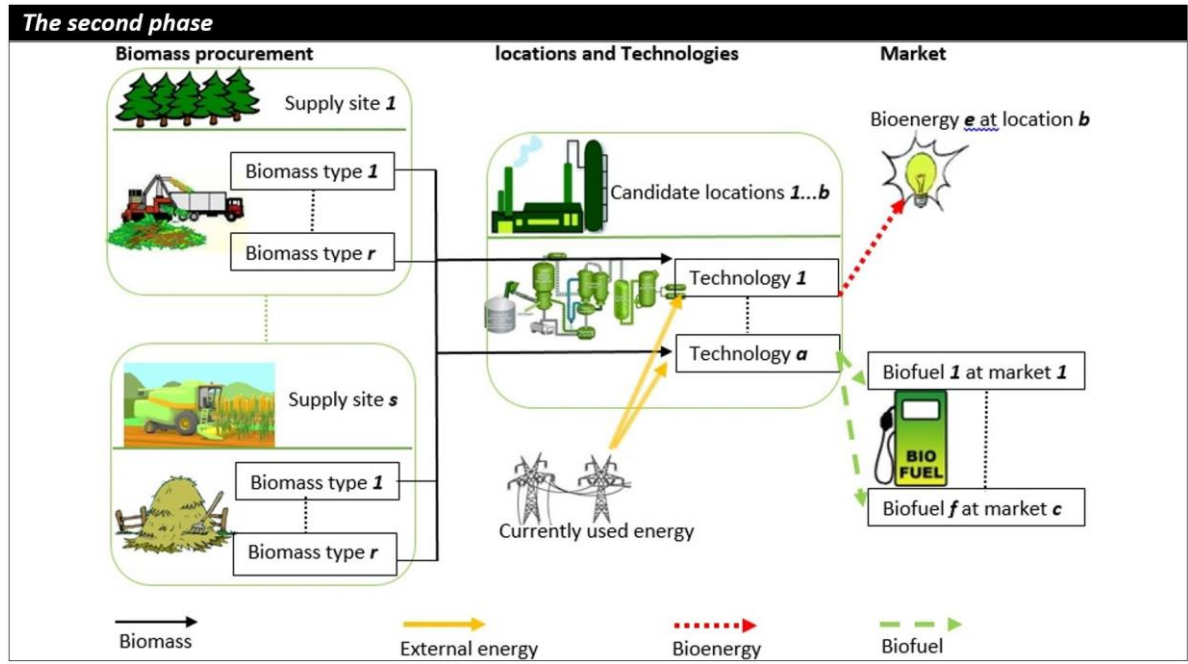 The second phase
Biomass procurement
locations and Technologies
Market
Supply site 1
Biomass type 1
Biomass type r
Supply site s
Biomass type 1
Biomass type r
Candidate locations 1...b
Technology 1
Technology a
Currently used energy
Bioenergy e at location b
Biofuel 1 at market 1
BIO
FUEL
Biofuel f at market c
Biomass
External energy
Bioenergy
Biofuel